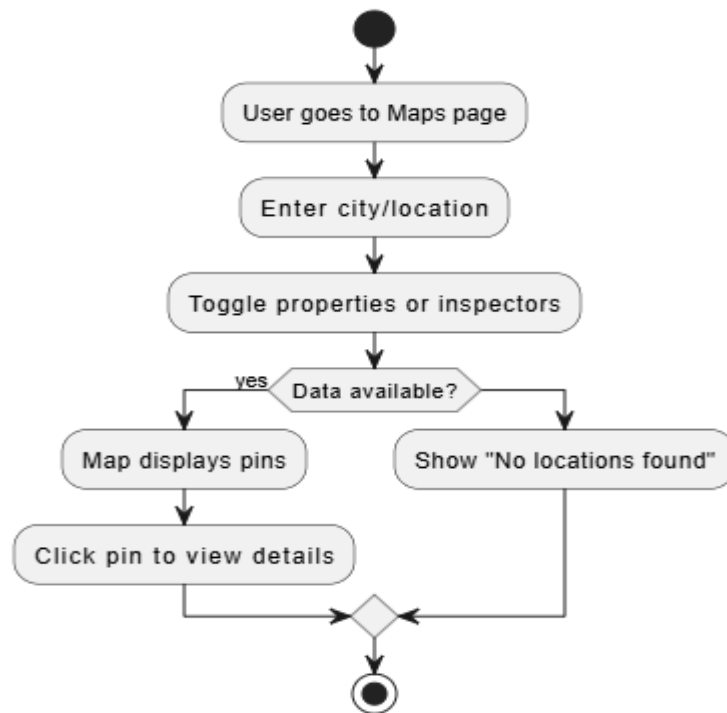 User goes to Maps page
Enter city/location
Toggle properties or inspectors
yes
Data available?
Map displays pins
Show "No locations found"
Click pin to view details